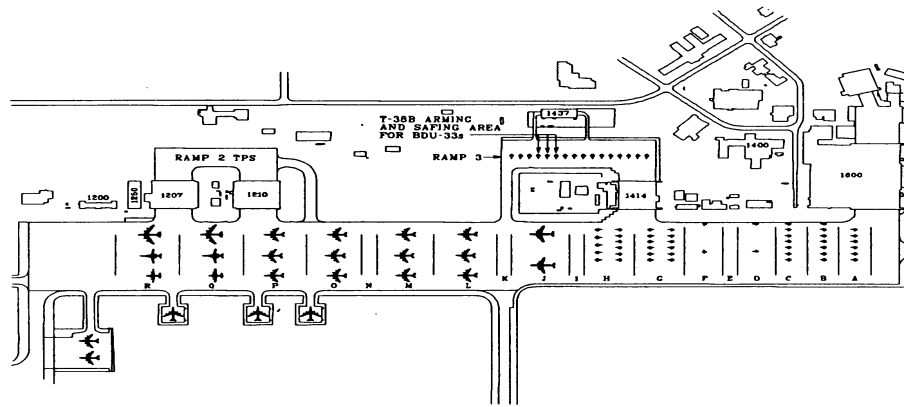 T-38B ARMING
AND SAFING AREA
FOR BDU-33s
1437
RAMP 2 TPS
RAMP 3
1400
1600
1200
1250
1207
1210
1414
R Q P O N M L K J I H G F E D C B A